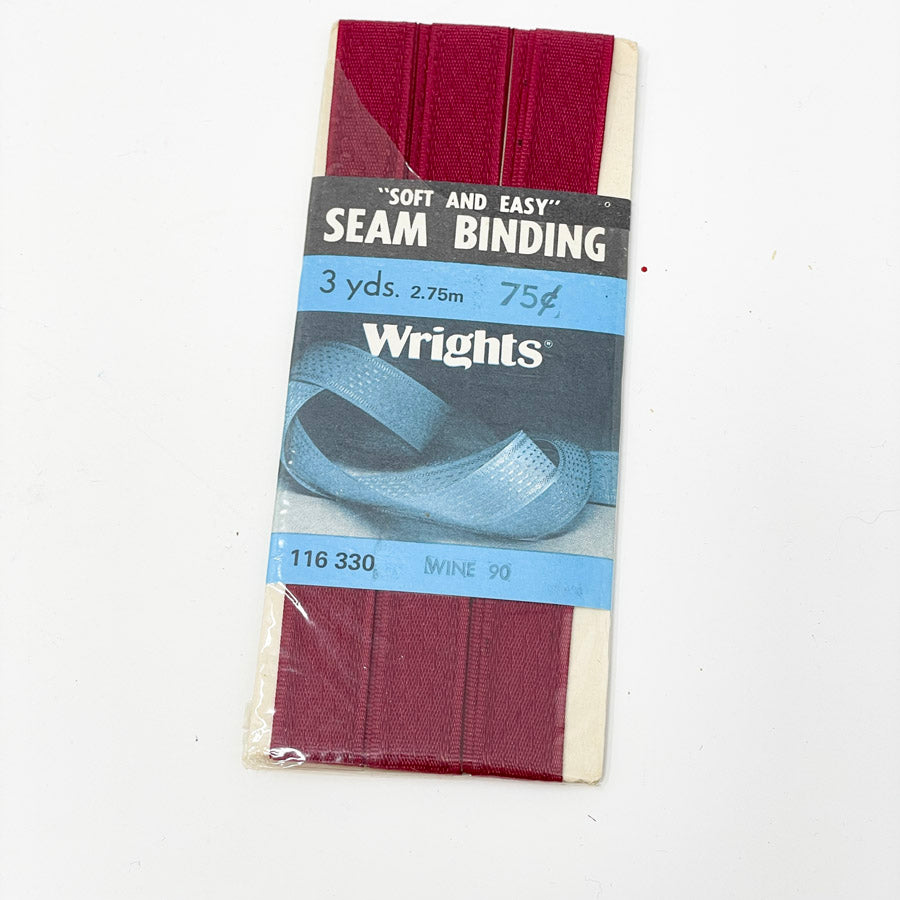 "SOFT AND EASY"
SEAM BINDING
3 yds. 2.75m 75¢
Wrights®
116 330 WINE 90